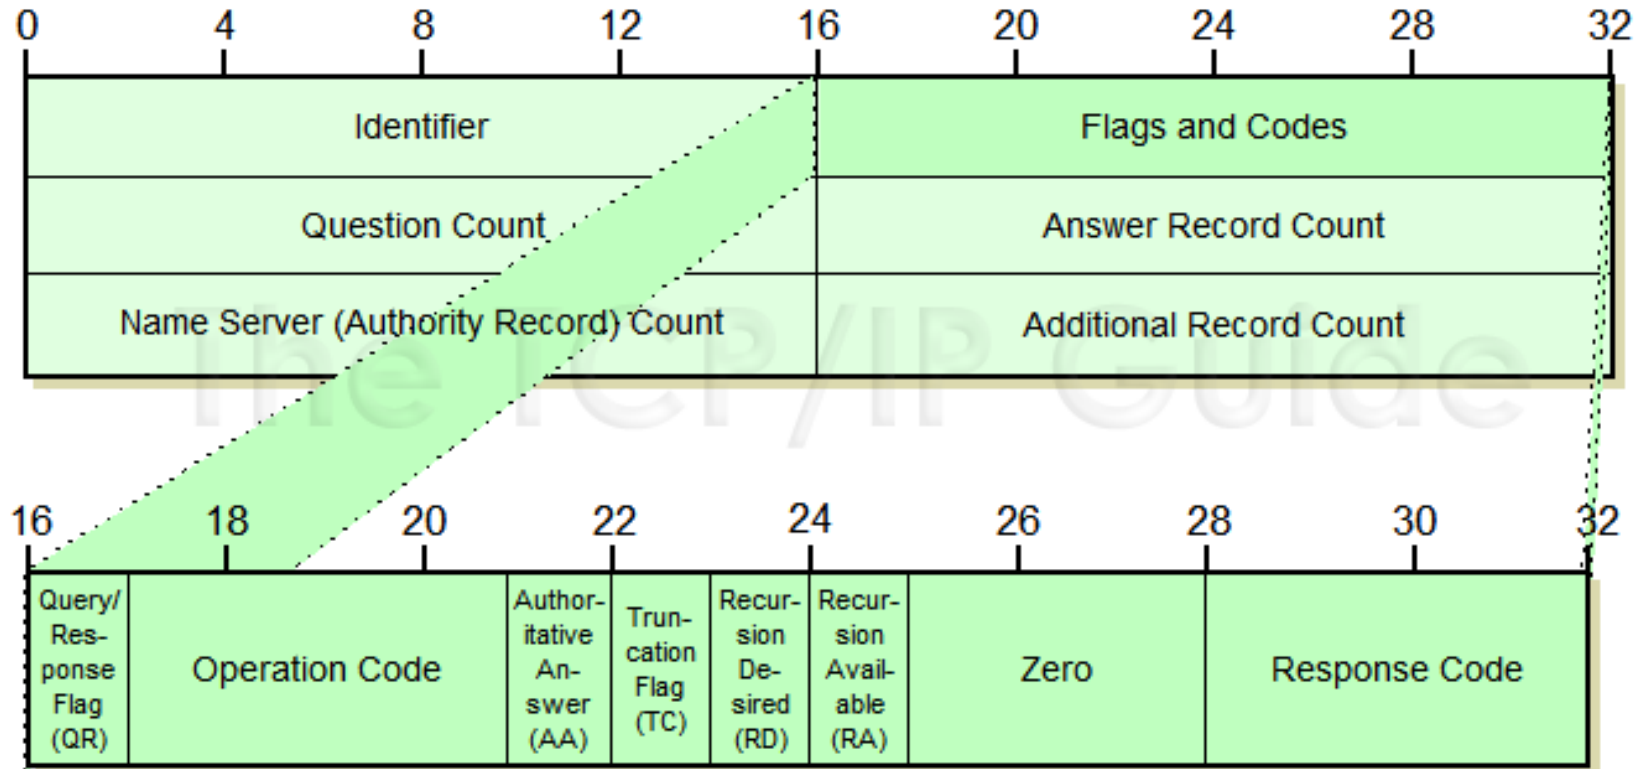 0 4 8 12 16 20 24 28 32
Identifier Flags and Codes
Question Count Answer Record Count
Name Server (Authority Record) Count Additional Record Count
The TCP/IP Guide
16 18 20 22 24 26 28 30 32
Query/
Res-
ponse
Flag
(QR)
Operation Code
Author-
itative
An-
swer
(AA)
Trun-
cation
Flag
(TC)
Recur-
sion
De-
sired
(RD)
Recur-
sion
Avail-
able
(RA)
Zero
Response Code